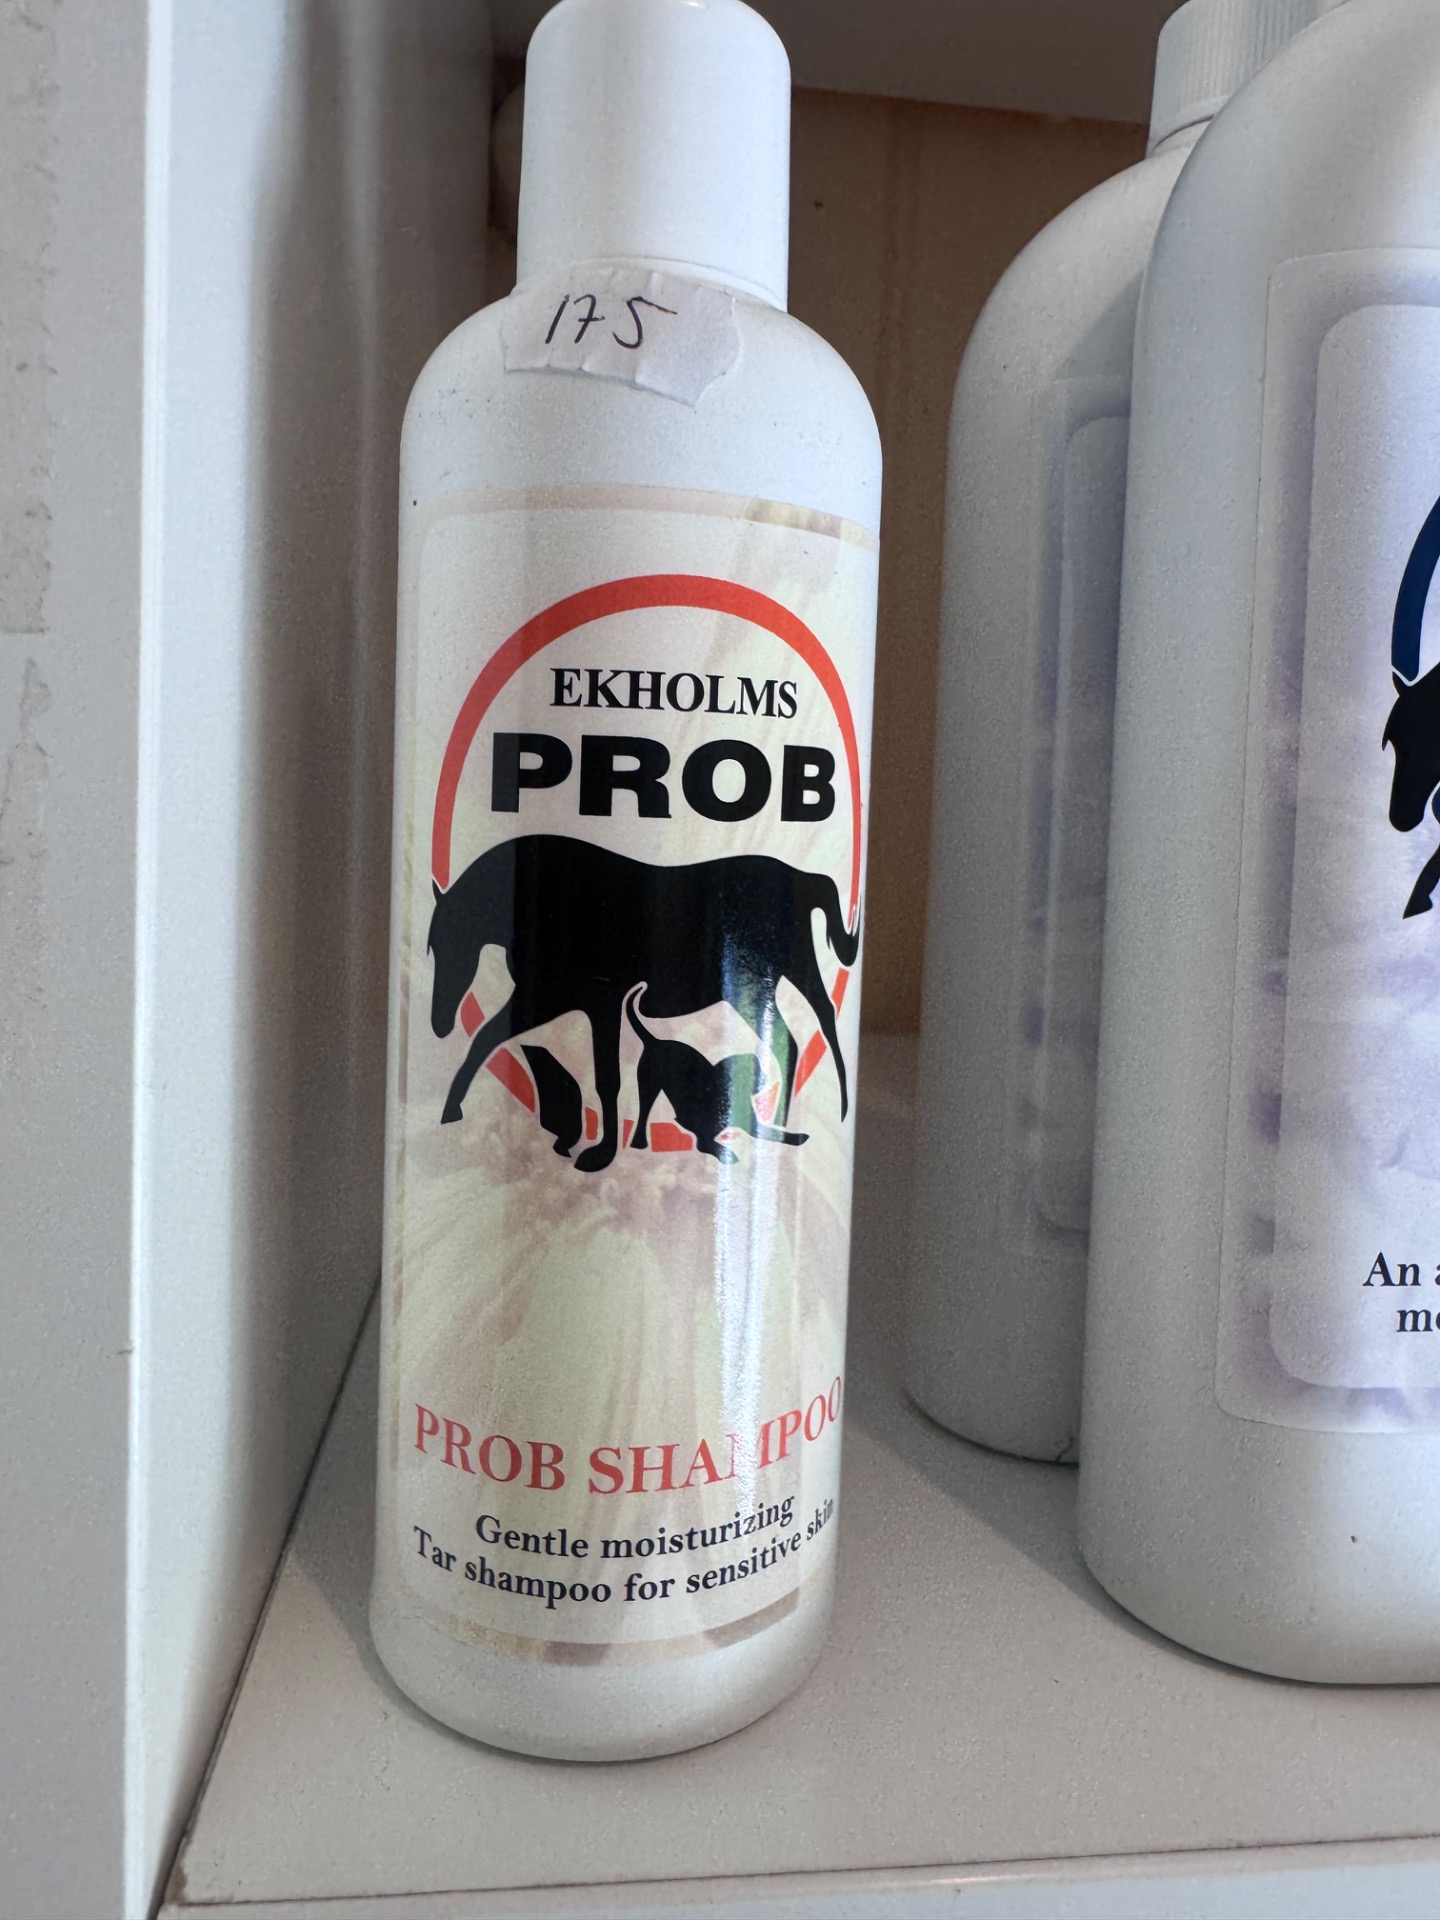 175
EKHOLMS
PROB
PROB SHAMPOO
Gentle moisturizing
Tar shampoo for sensitive skin
An